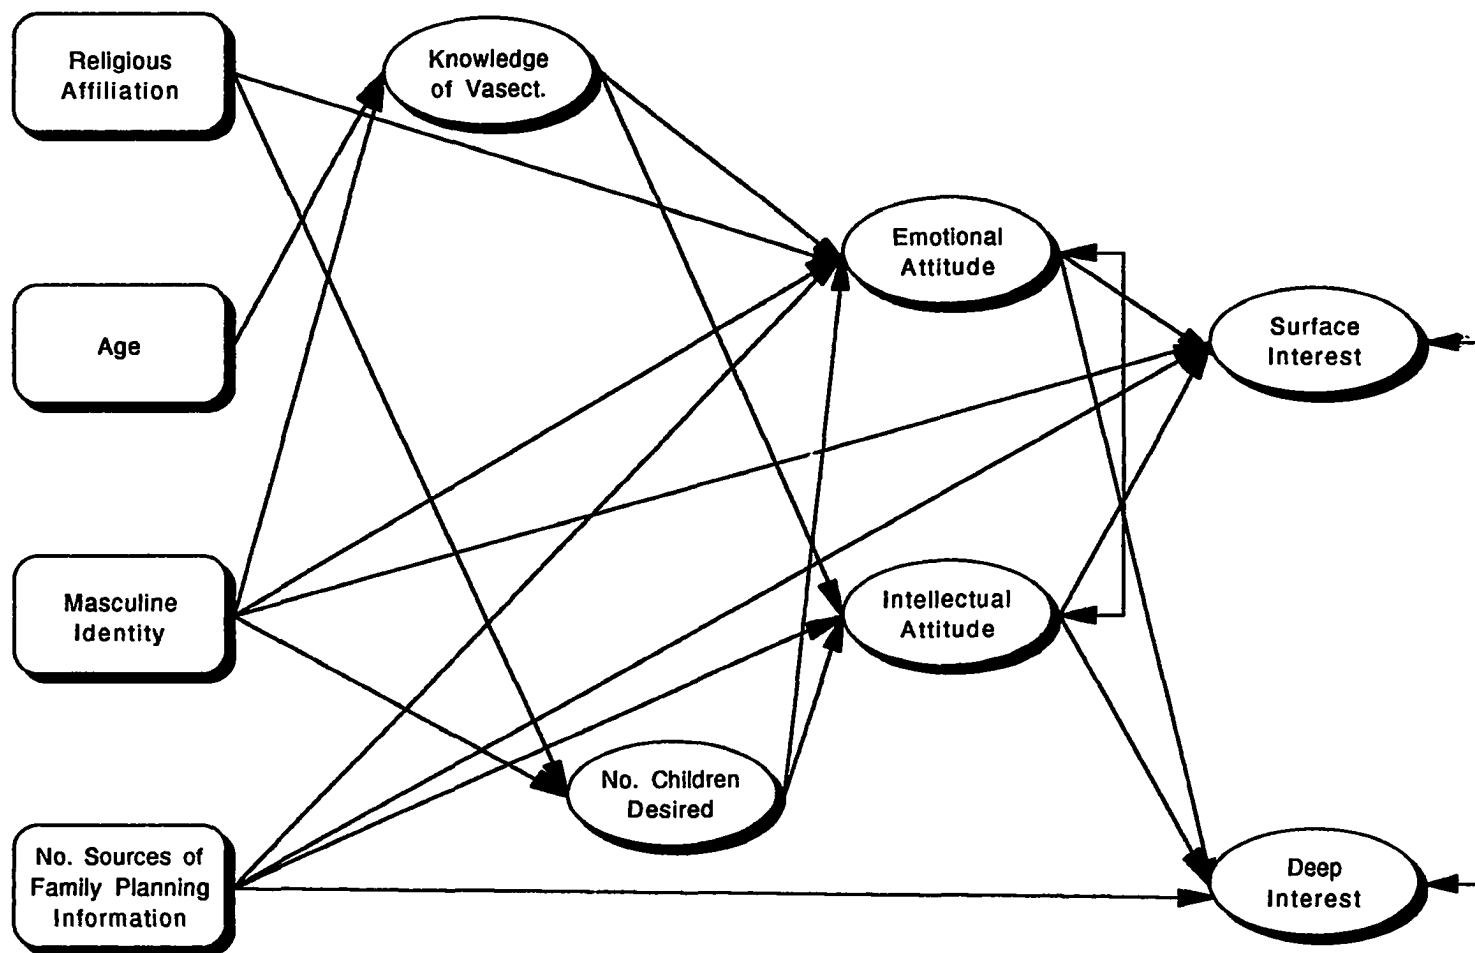 Religious
Affiliation
Knowledge
of Vasect.
Emotional
Attitude
Age
Surface
Interest
Masculine
Identity
Intellectual
Attitude
No. Children
Desired
No. Sources of
Family Planning
Information
Deep
Interest